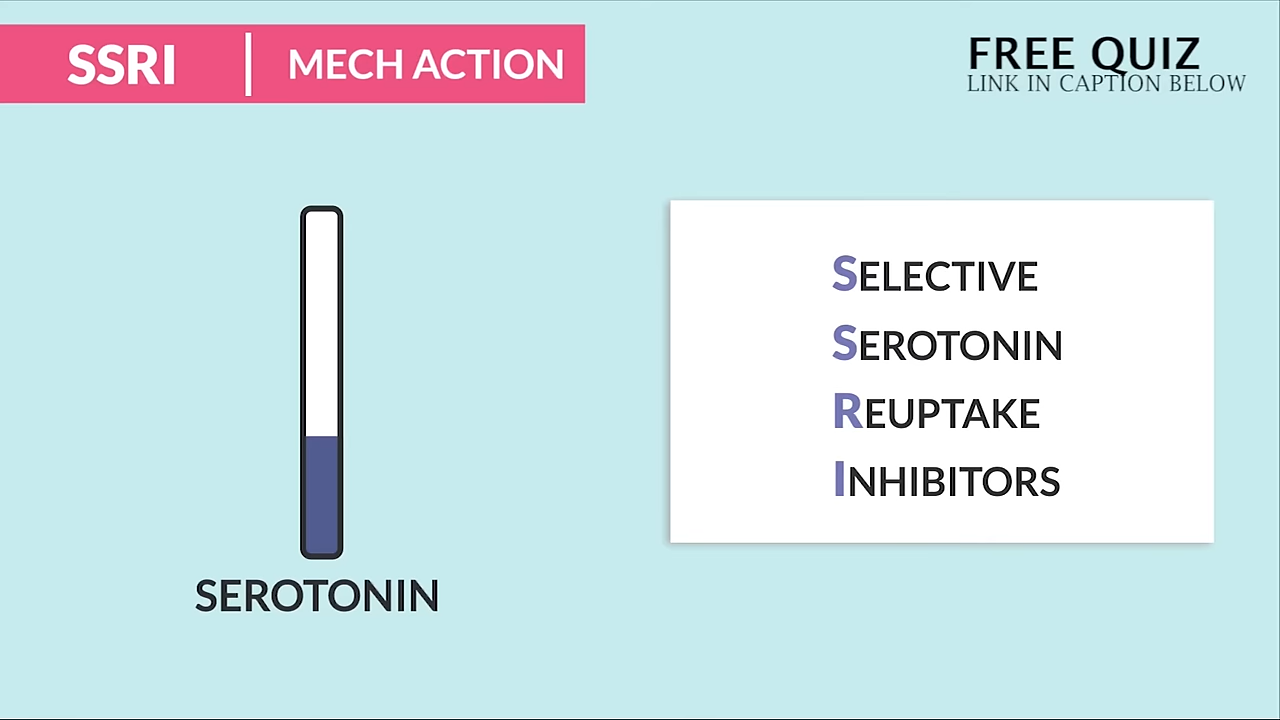 SSRI | MECH ACTION
FREE QUIZ
LINK IN CAPTION BELOW
SELECTIVE
SEROTONIN
REUPTAKE
INHIBITORS
SEROTONIN